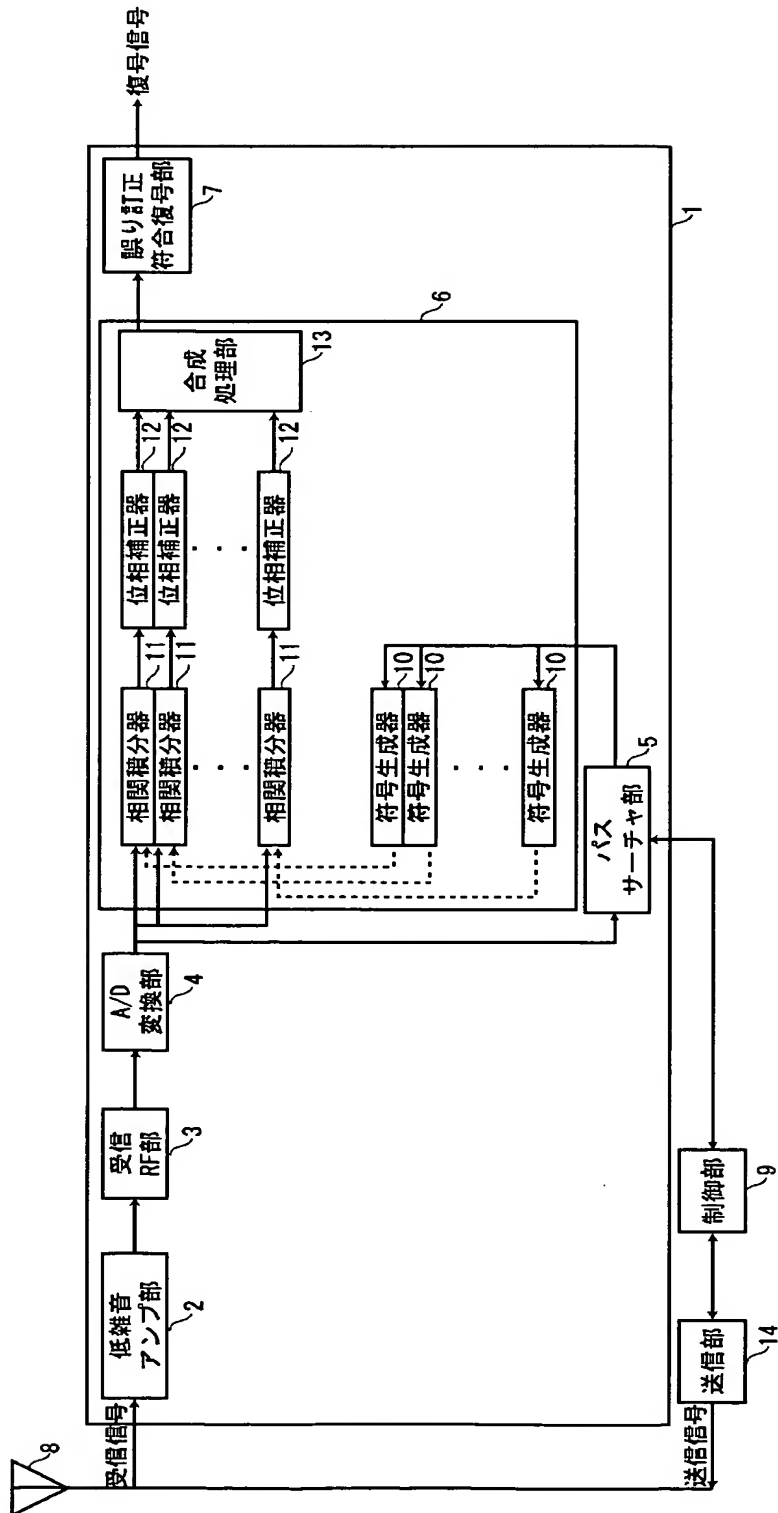 8
受信信号
低雑音
アンプ部
2
受信
RF部
3
A/D
変換部
4
相関積分器
11
相関積分器
11
・・・
相関積分器
11
位相補正器
12
位相補正器
12
・・・
位相補正器
12
合成
処理部
13
6
誤り訂正
符合復号部
7
復号信号
符号生成器
10
符号生成器
10
・・・
符号生成器
10
パス
サーチャ部
5
1
送信信号
送信部
14
制御部
9